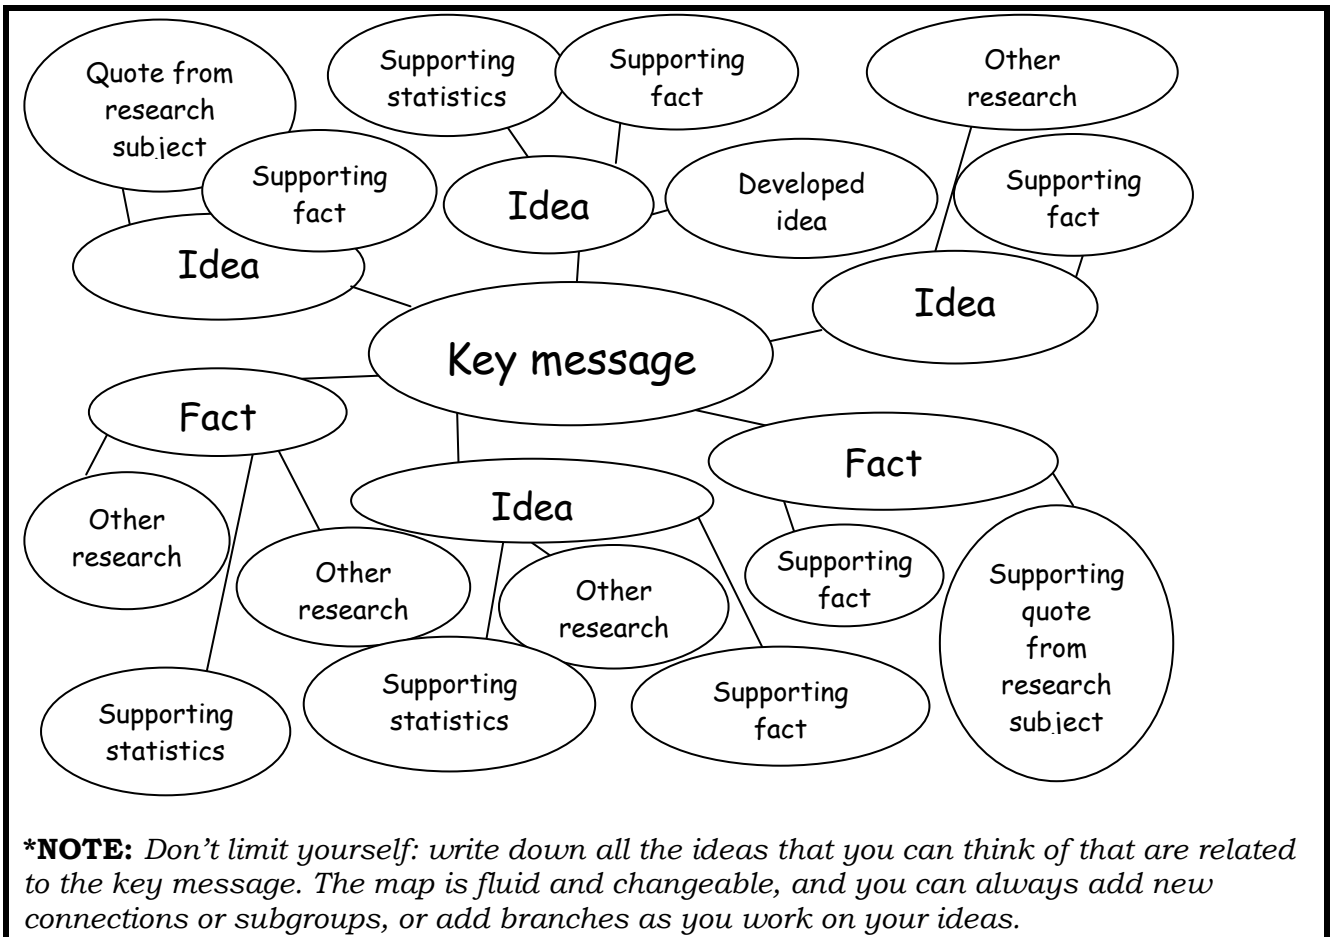 Quote from
research
subject
Supporting
statistics
Supporting
fact
Other
research
Supporting
fact
Idea
Developed
idea
Supporting
fact
Idea
Idea
Key message
Fact
Fact
Idea
Other
research
Other
research
Other
research
Supporting
fact
Supporting
quote
from
research
subject
Supporting
statistics
Supporting
statistics
Supporting
fact
*NOTE: Don’t limit yourself: write down all the ideas that you can think of that are related
to the key message. The map is fluid and changeable, and you can always add new
connections or subgroups, or add branches as you work on your ideas.